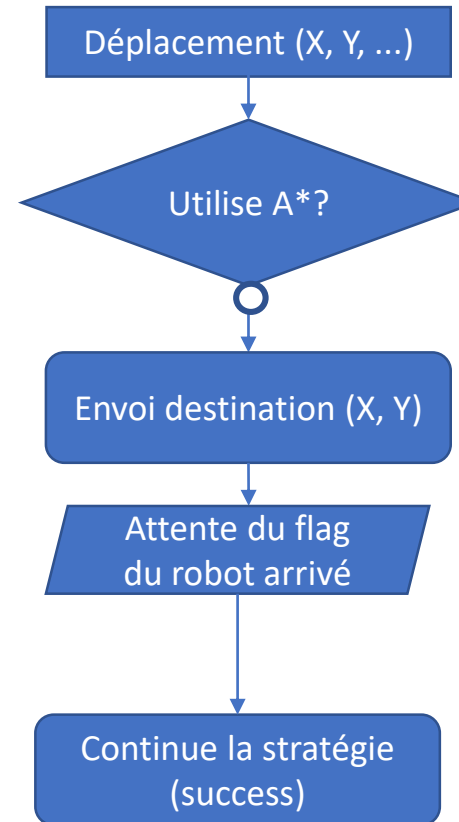 Déplacement (X, Y, ...)
Utilise A*?
Envoi destination (X, Y)
Attente du flag
du robot arrivé
Continue la stratégie
(success)